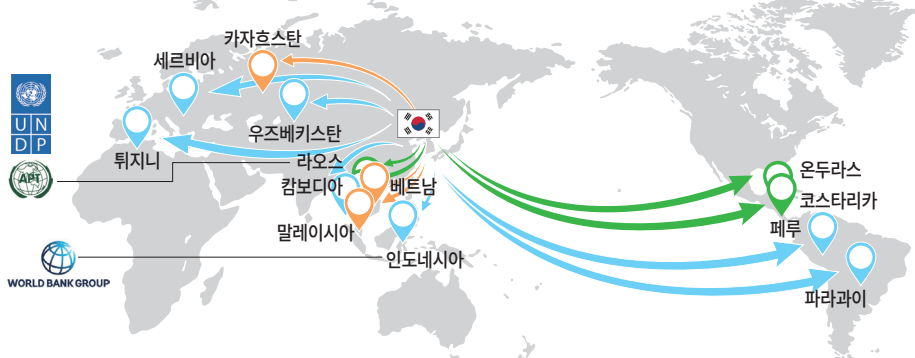 카자흐스탄
세르비아
UN
DP
우즈베키스탄
튀지니
라오스
APT
캄보디아
베트남
말레이시아
인도네시아
WORLD BANK GROUP
온두라스
코스타리카
페루
파라과이